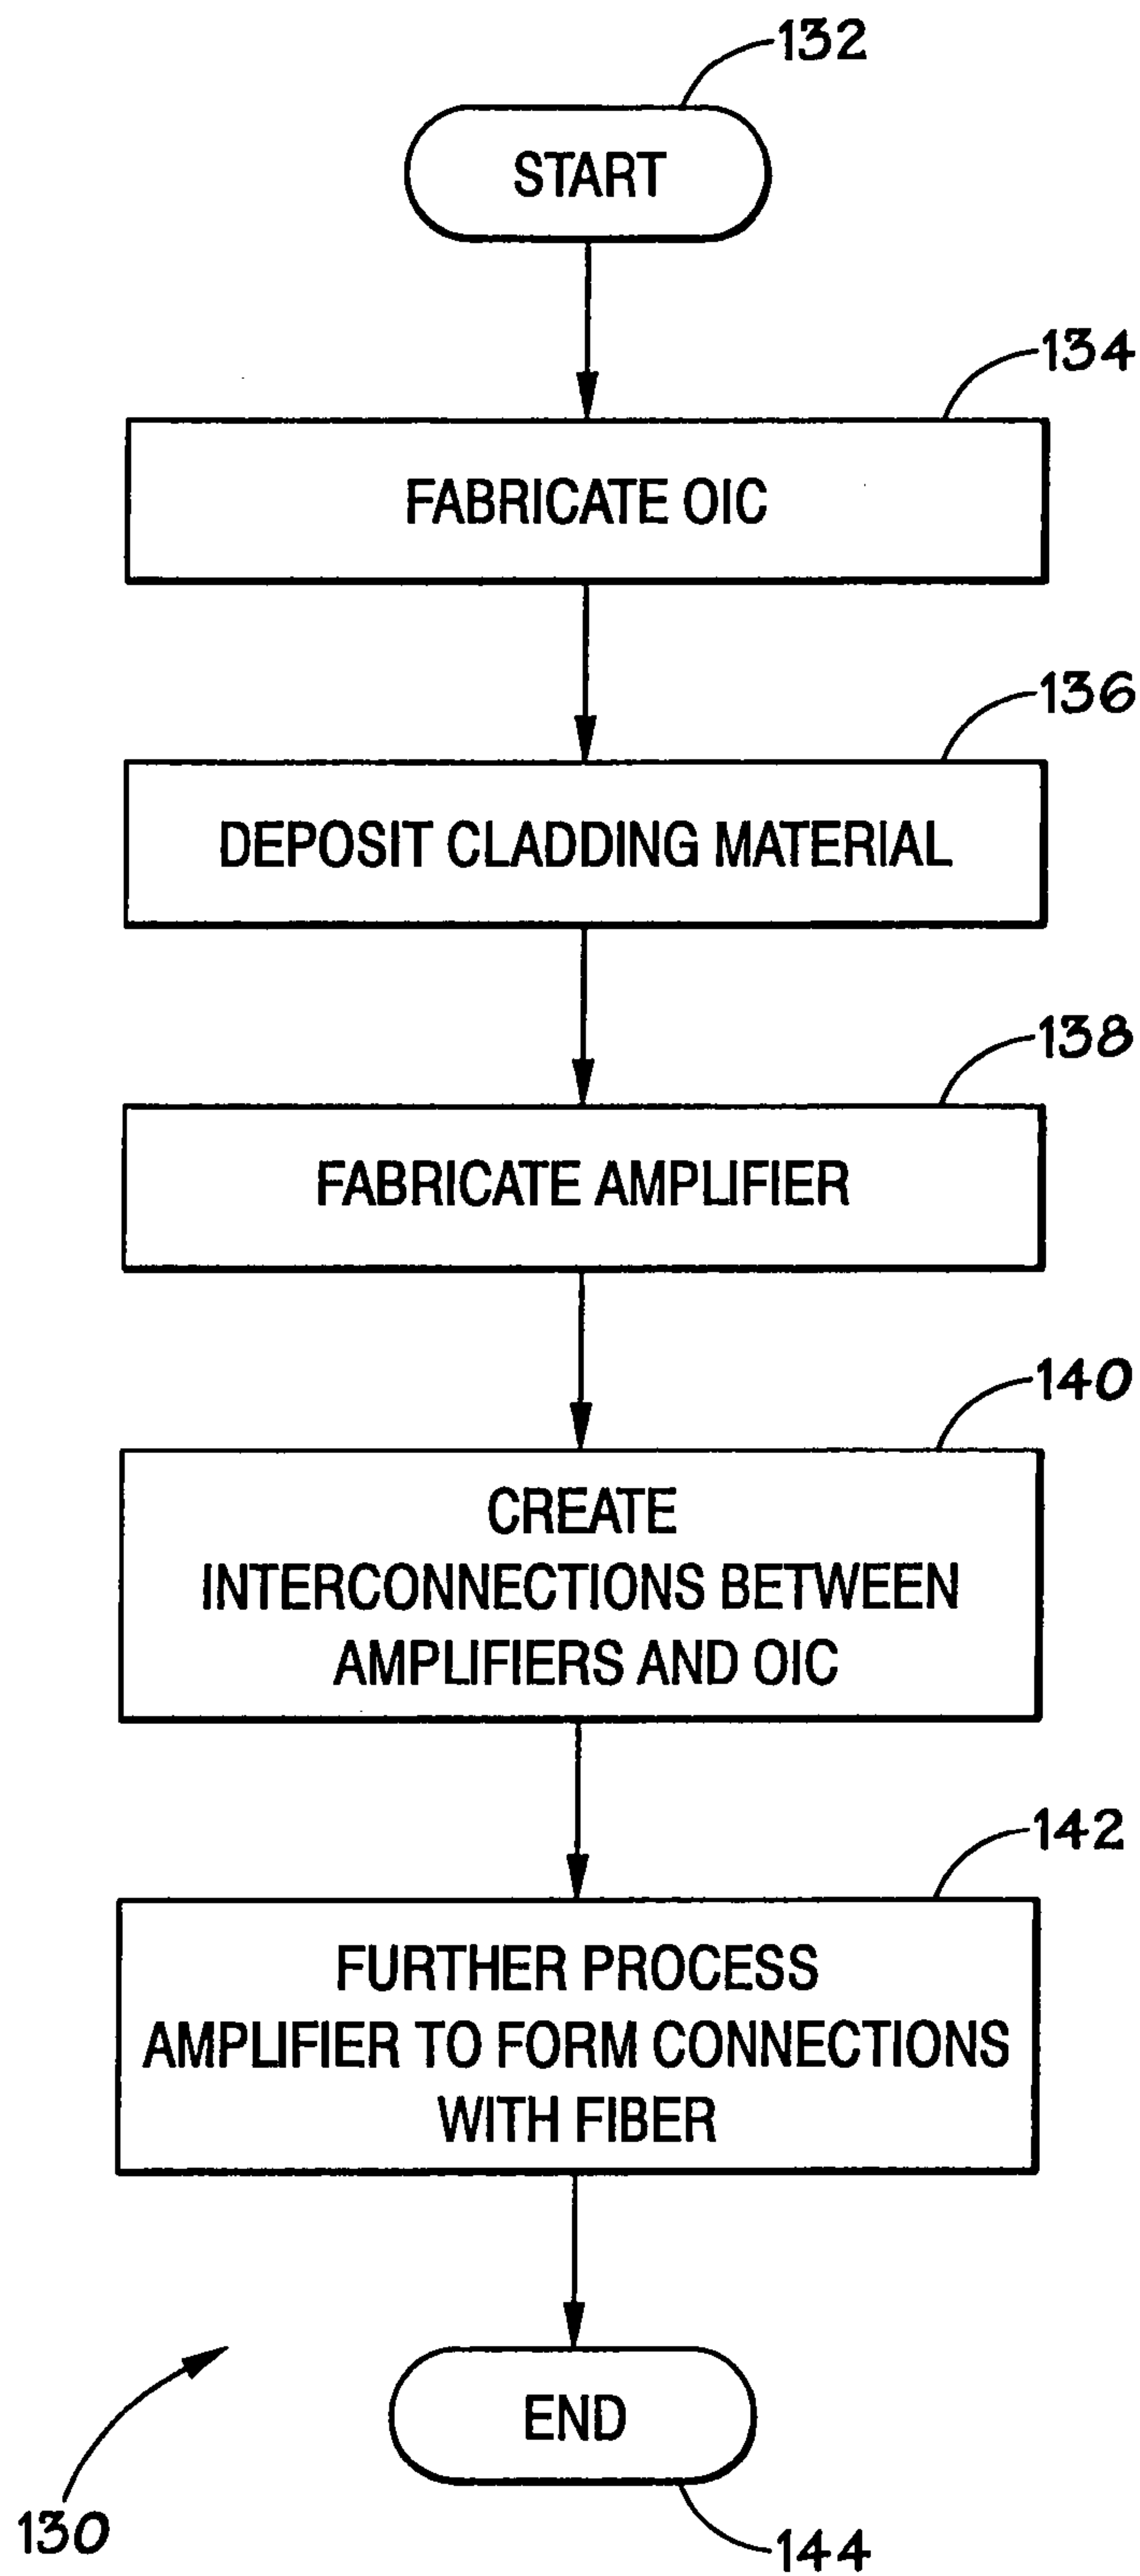 132
START
134
FABRICATE OIC
136
DEPOSIT CLADDING MATERIAL
138
FABRICATE AMPLIFIER
140
CREATE
INTERCONNECTIONS BETWEEN
AMPLIFIERS AND OIC
142
FURTHER PROCESS
AMPLIFIER TO FORM CONNECTIONS
WITH FIBER
END
130
144